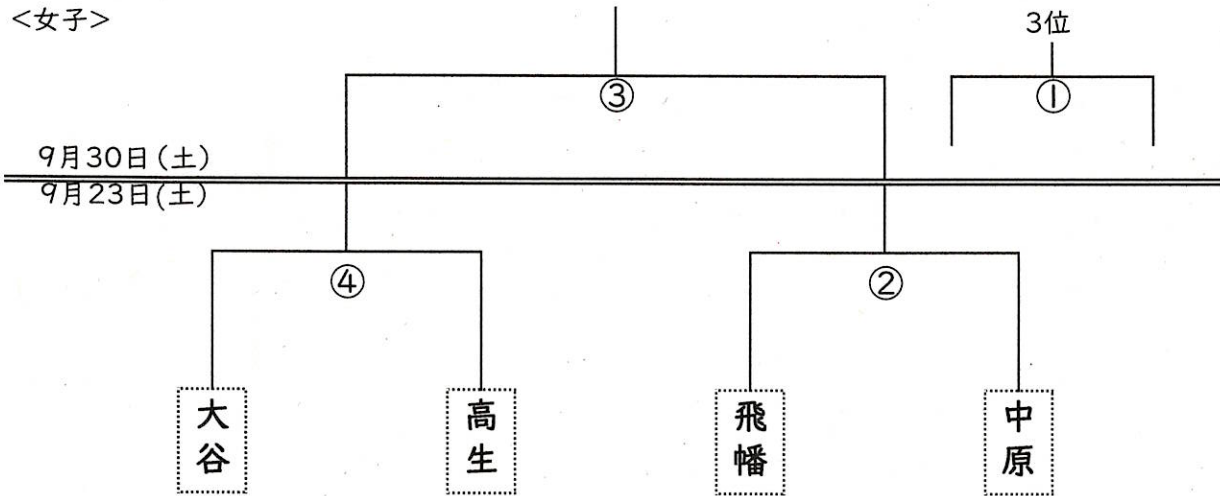 <女子>
3位
③
①
9月30日(土)
9月23日(土)
④
②
大谷
高生
飛幡
中原